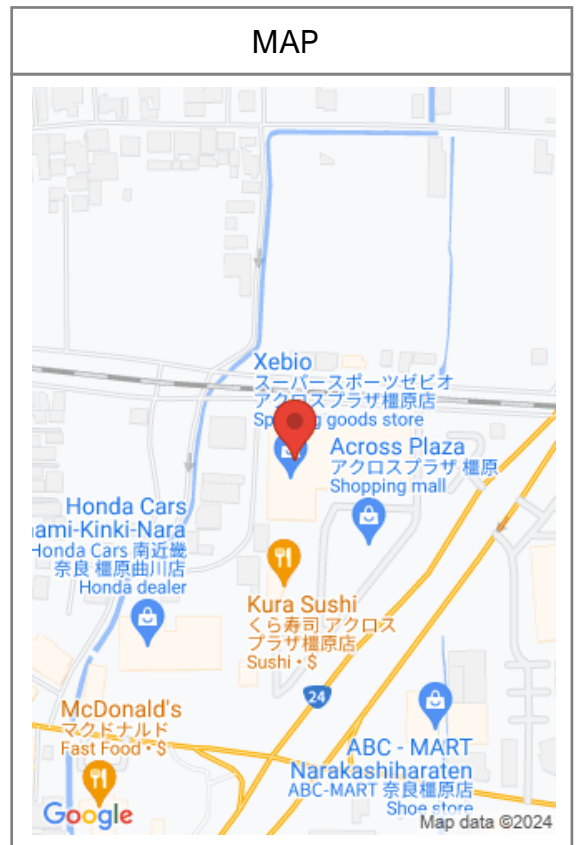 MAP
Xebio
スーパースポーツゼビオ
アクロスプラザ橿原店
goods store
Across Plaza
アクロスプラザ 橿原
Shopping mall
Honda Cars
ami-Kinki-Nara
Honda Cars 南近畿
奈良 橿原曲川店
Honda dealer
Kura Sushi
くら寿司 アクロス
プラザ橿原店
Sushi・$
24
McDonald's
マクドナルド
Fast Food・$
ABC - MART
Narakashiharaten
ABC-MART 奈良橿原店
Shoe store
Google
Map data ©2024